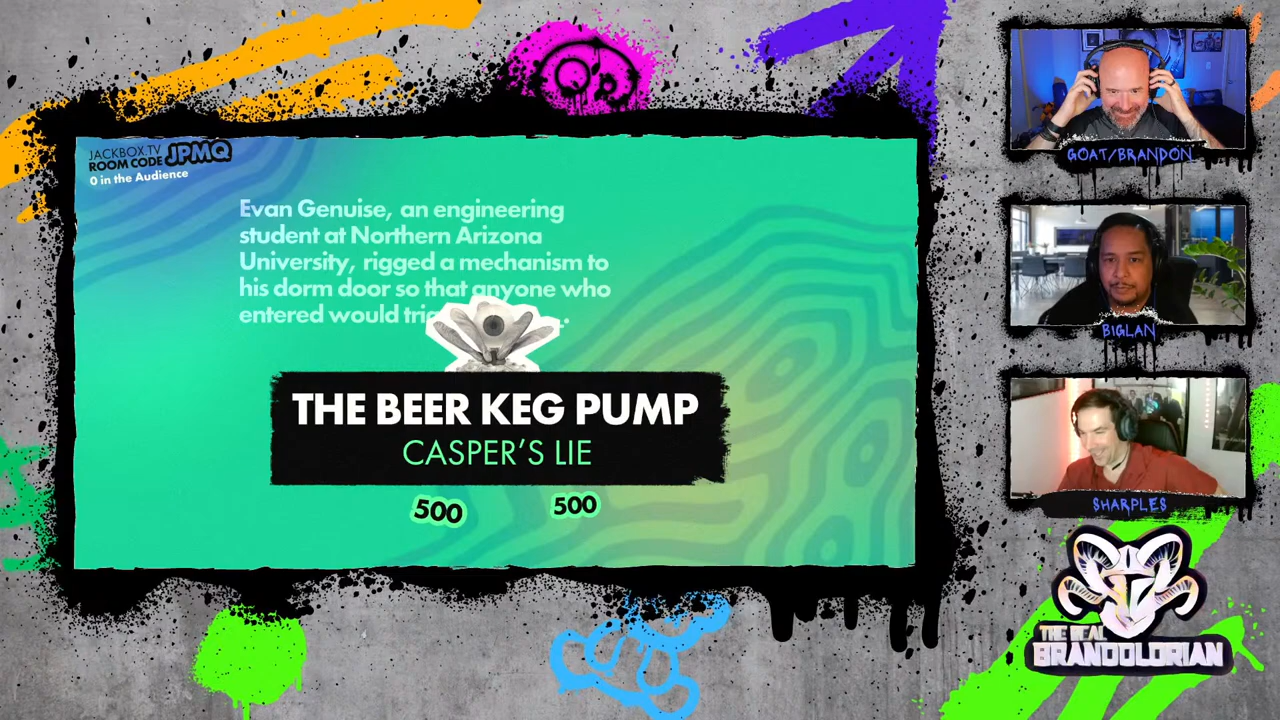 JACKBOX.TV
ROOM CODE JPMQ
0 in the Audience
Evan Genuise, an engineering
student at Northern Arizona
University, rigged a mechanism to
his dorm door so that anyone who
entered would
THE BEER KEG PUMP
CASPER'S LIE
500 500
GOAT/BRANDON
BIGLAN
SHARPLES
THE REAL
BRANDOLORIAN